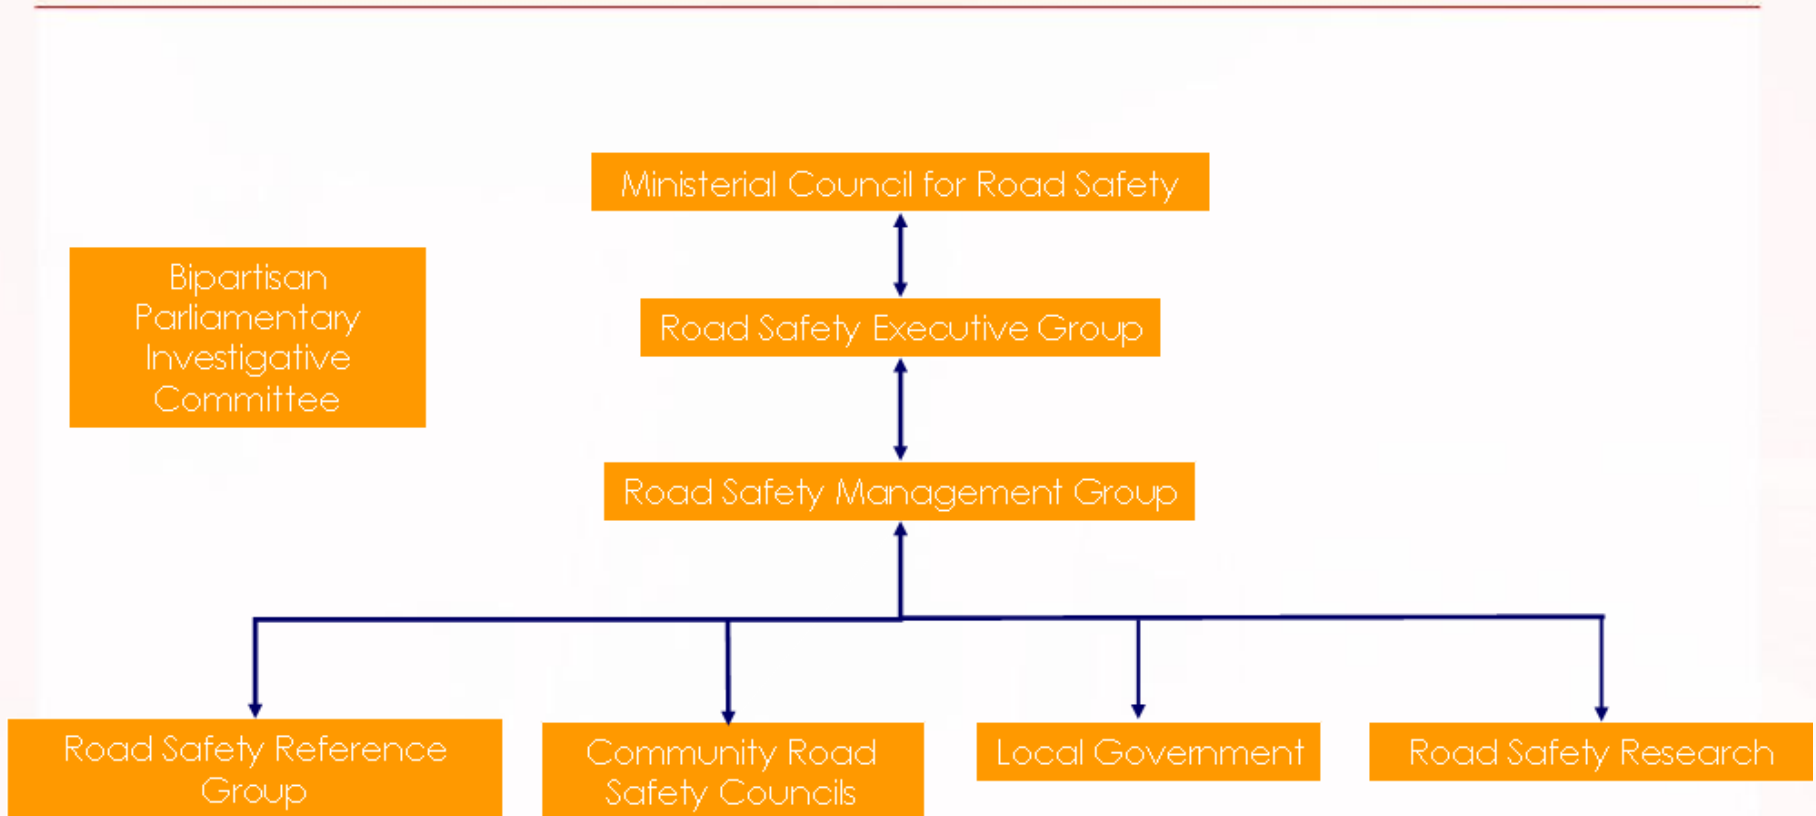 Ministerial Council for Road Safety
Bipartisan
Parliamentary
Investigative
Committee
Road Safety Executive Group
Road Safety Management Group
Road Safety Reference
Group
Community Road
Safety Councils
Local Government
Road Safety Research